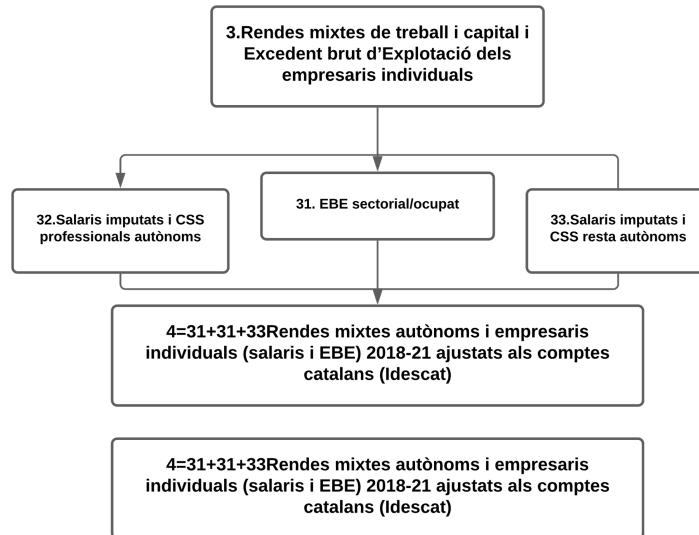 3.Rendes mixtes de treball i capital i
Excedent brut d’Explotació dels
empresaris individuals
32.Salaris imputats i CSS
professionals autònoms
31. EBE sectorial/ocupat
33.Salaris imputats i
CSS resta autònoms
4=31+31+33Rendes mixtes autònoms i empresaris
individuals (salaris i EBE) 2018-21 ajustats als comptes
catalans (Idescat)
4=31+31+33Rendes mixtes autònoms i empresaris
individuals (salaris i EBE) 2018-21 ajustats als comptes
catalans (Idescat)